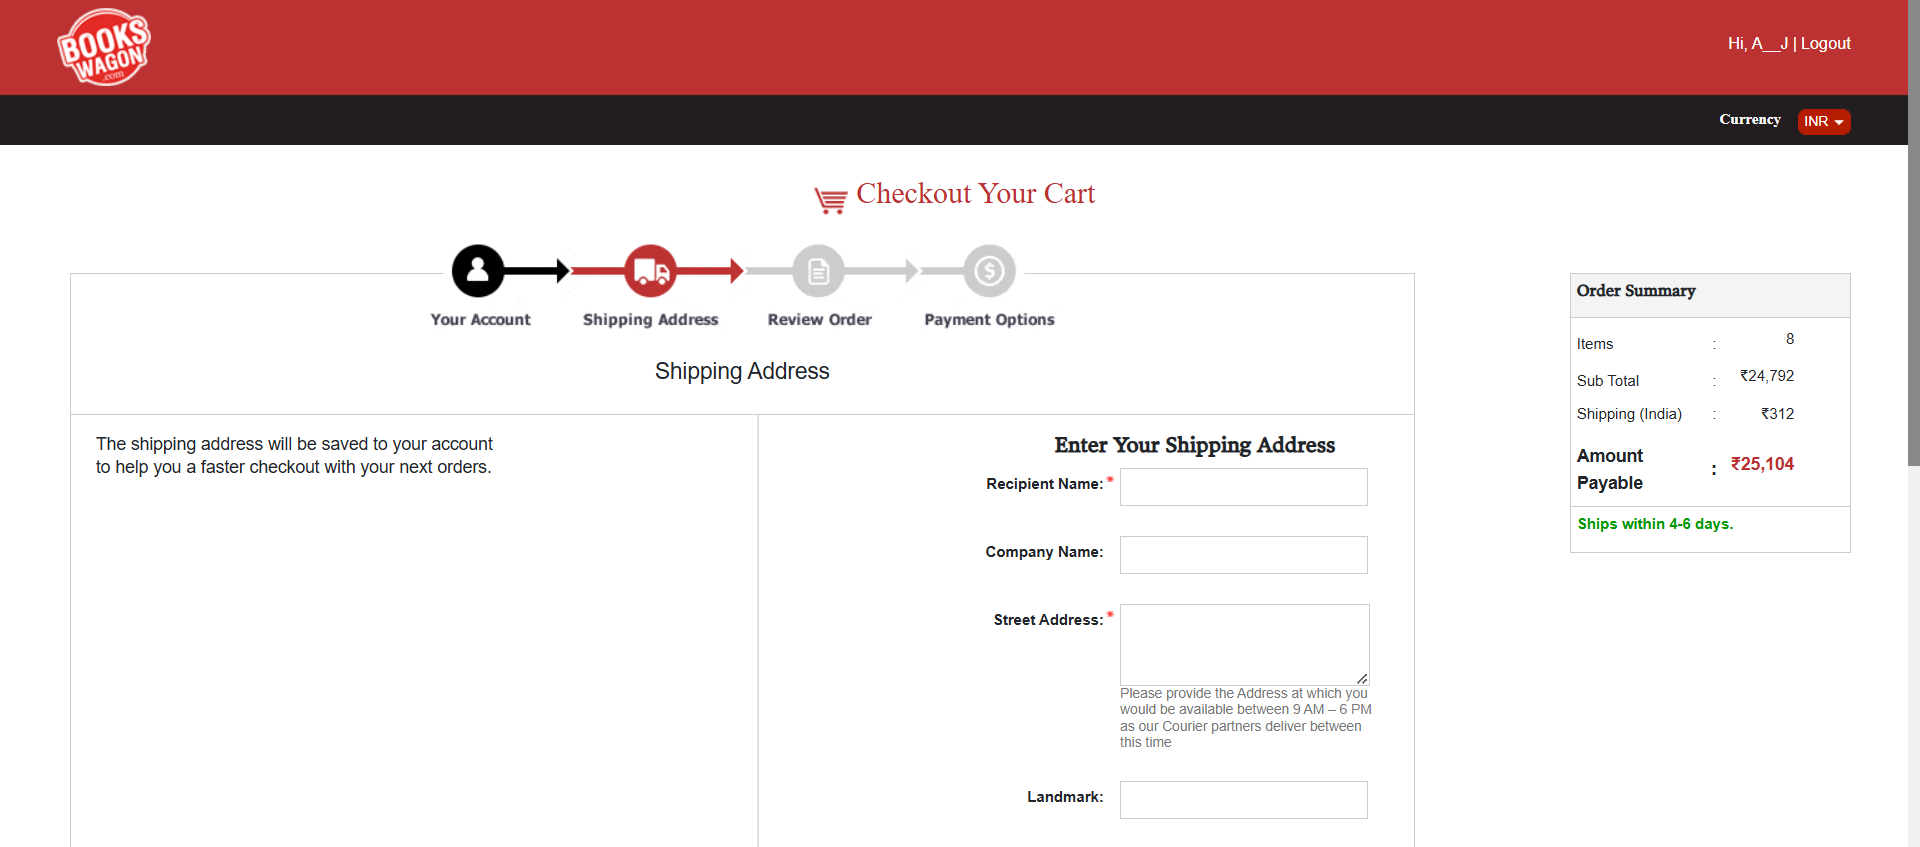 BOOKS
WAGON
.com
Hi, A__J | Logout
Currency
INR
Checkout Your Cart
Your Account
Shipping Address
Review Order
Payment Options
Shipping Address
The shipping address will be saved to your account
to help you a faster checkout with your next orders.
Enter Your Shipping Address
Recipient Name: *
Company Name:
Street Address: *
Please provide the Address at which you
would be available between 9 AM – 6 PM
as our Courier partners deliver between
this time
Landmark:
Order Summary
Items : 8
Sub Total : ₹24,792
Shipping (India) : ₹312
Amount
Payable : ₹25,104
Ships within 4-6 days.